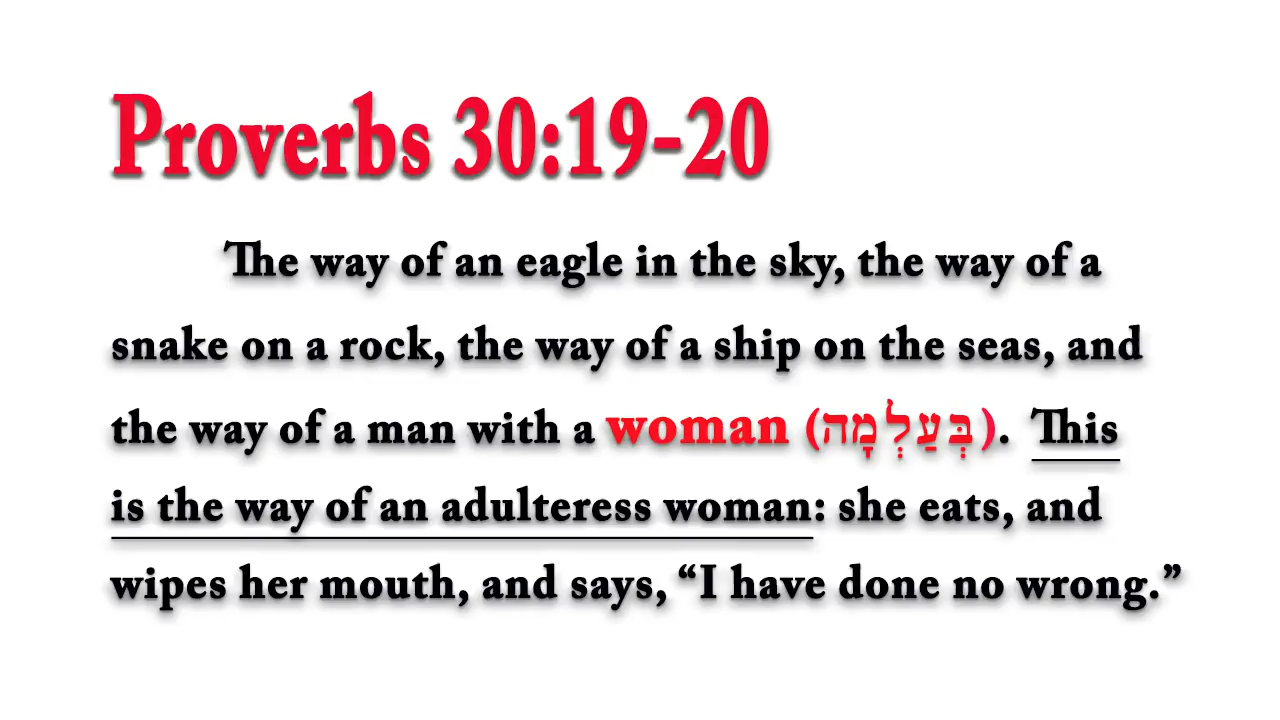 Proverbs 30:19-20
The way of an eagle in the sky, the way of a
snake on a rock, the way of a ship on the seas, and
the way of a man with a woman (בְּעַלְמָה). This
is the way of an adulteress woman: she eats, and
wipes her mouth, and says, “I have done no wrong.”